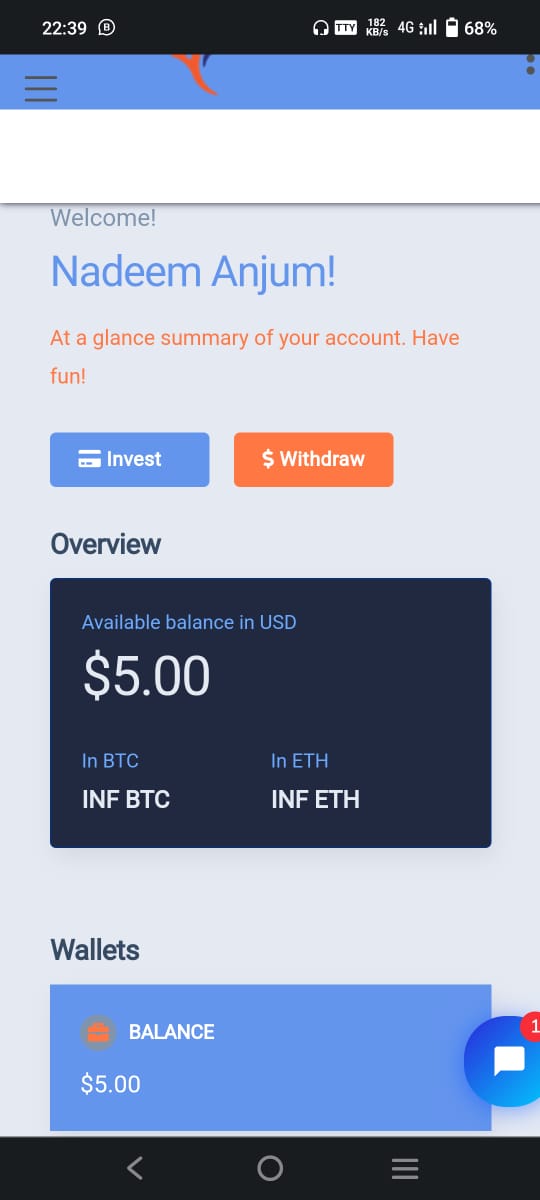 22:39
TTY 182 KB/s 4G 68%
Welcome!
Nadeem Anjum!
At a glance summary of your account. Have
fun!
Invest
$ Withdraw
Overview
Available balance in USD
$5.00
In BTC
In ETH
INF BTC
INF ETH
Wallets
BALANCE
$5.00
1